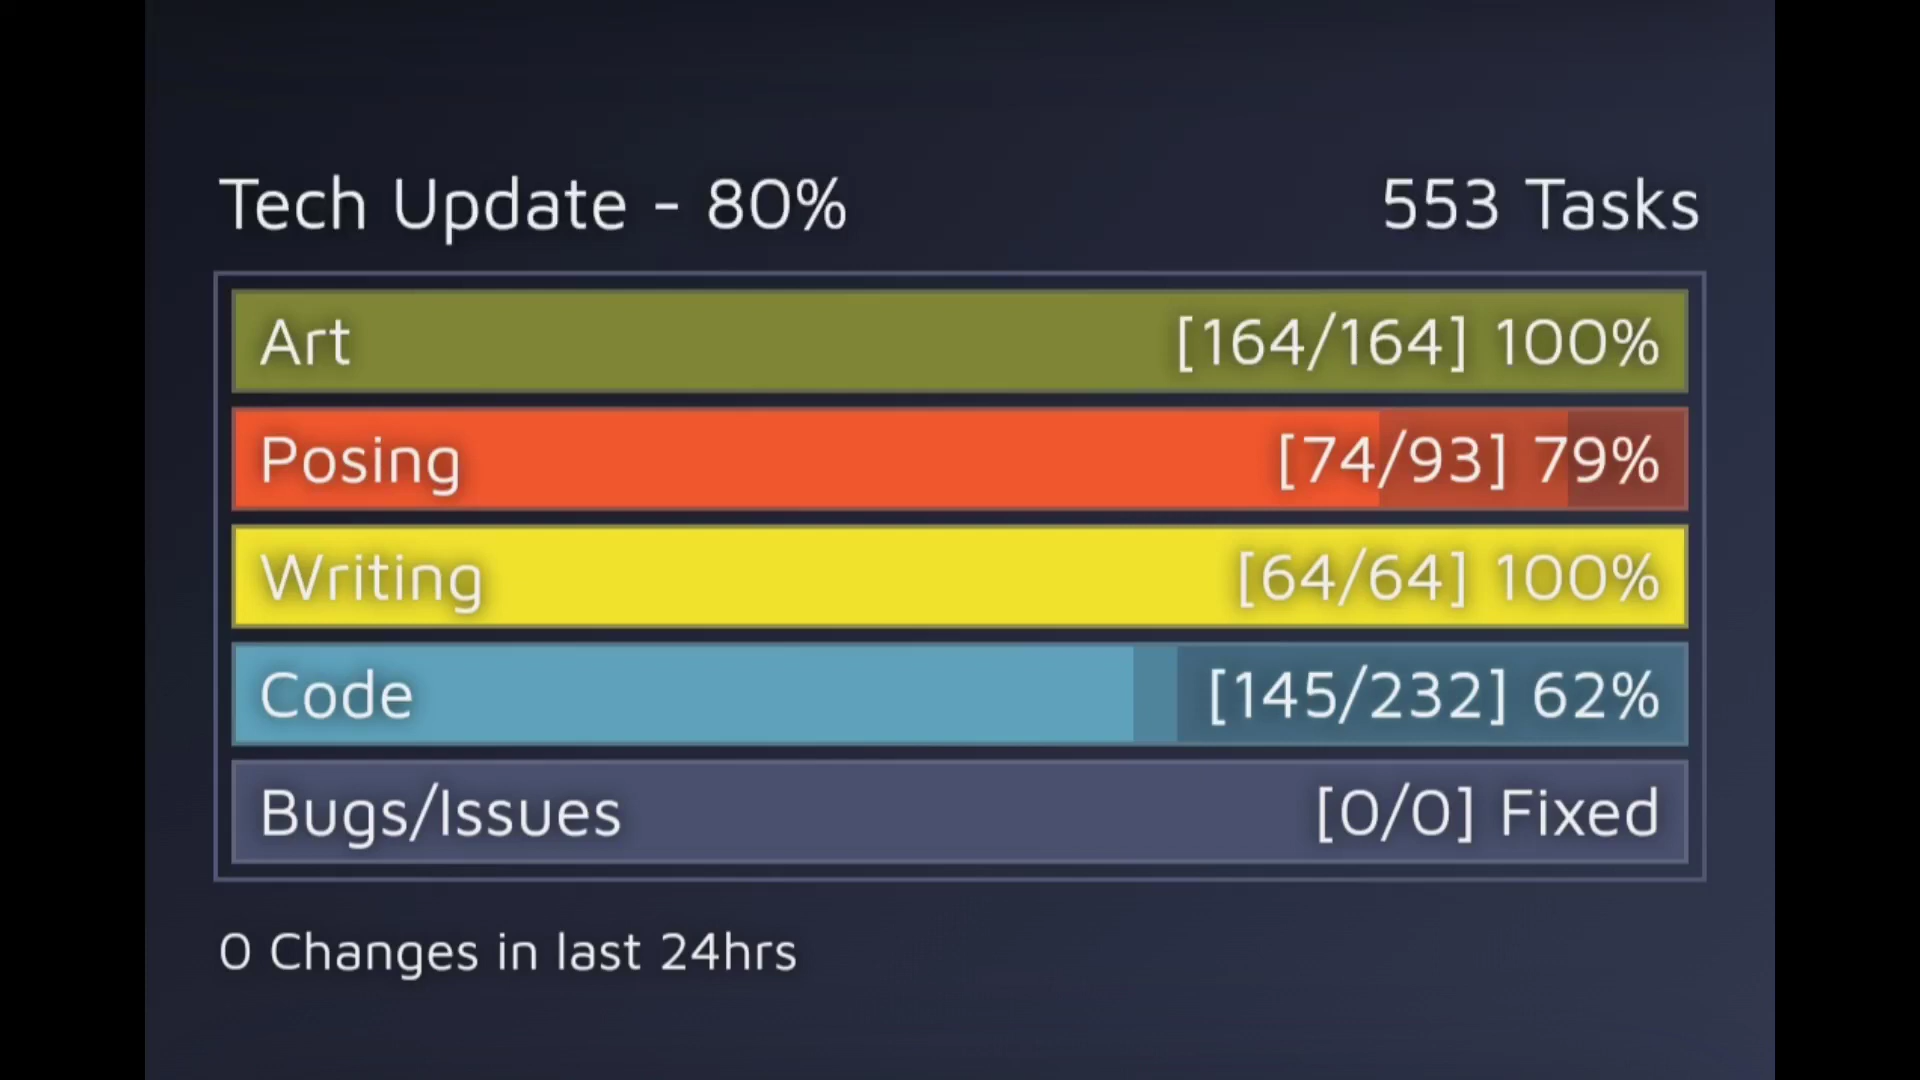 Tech Update - 80% 553 Tasks
Art [164/164] 100%
Posing [74/93] 79%
Writing [64/64] 100%
Code [145/232] 62%
Bugs/Issues [0/0] Fixed
0 Changes in last 24hrs